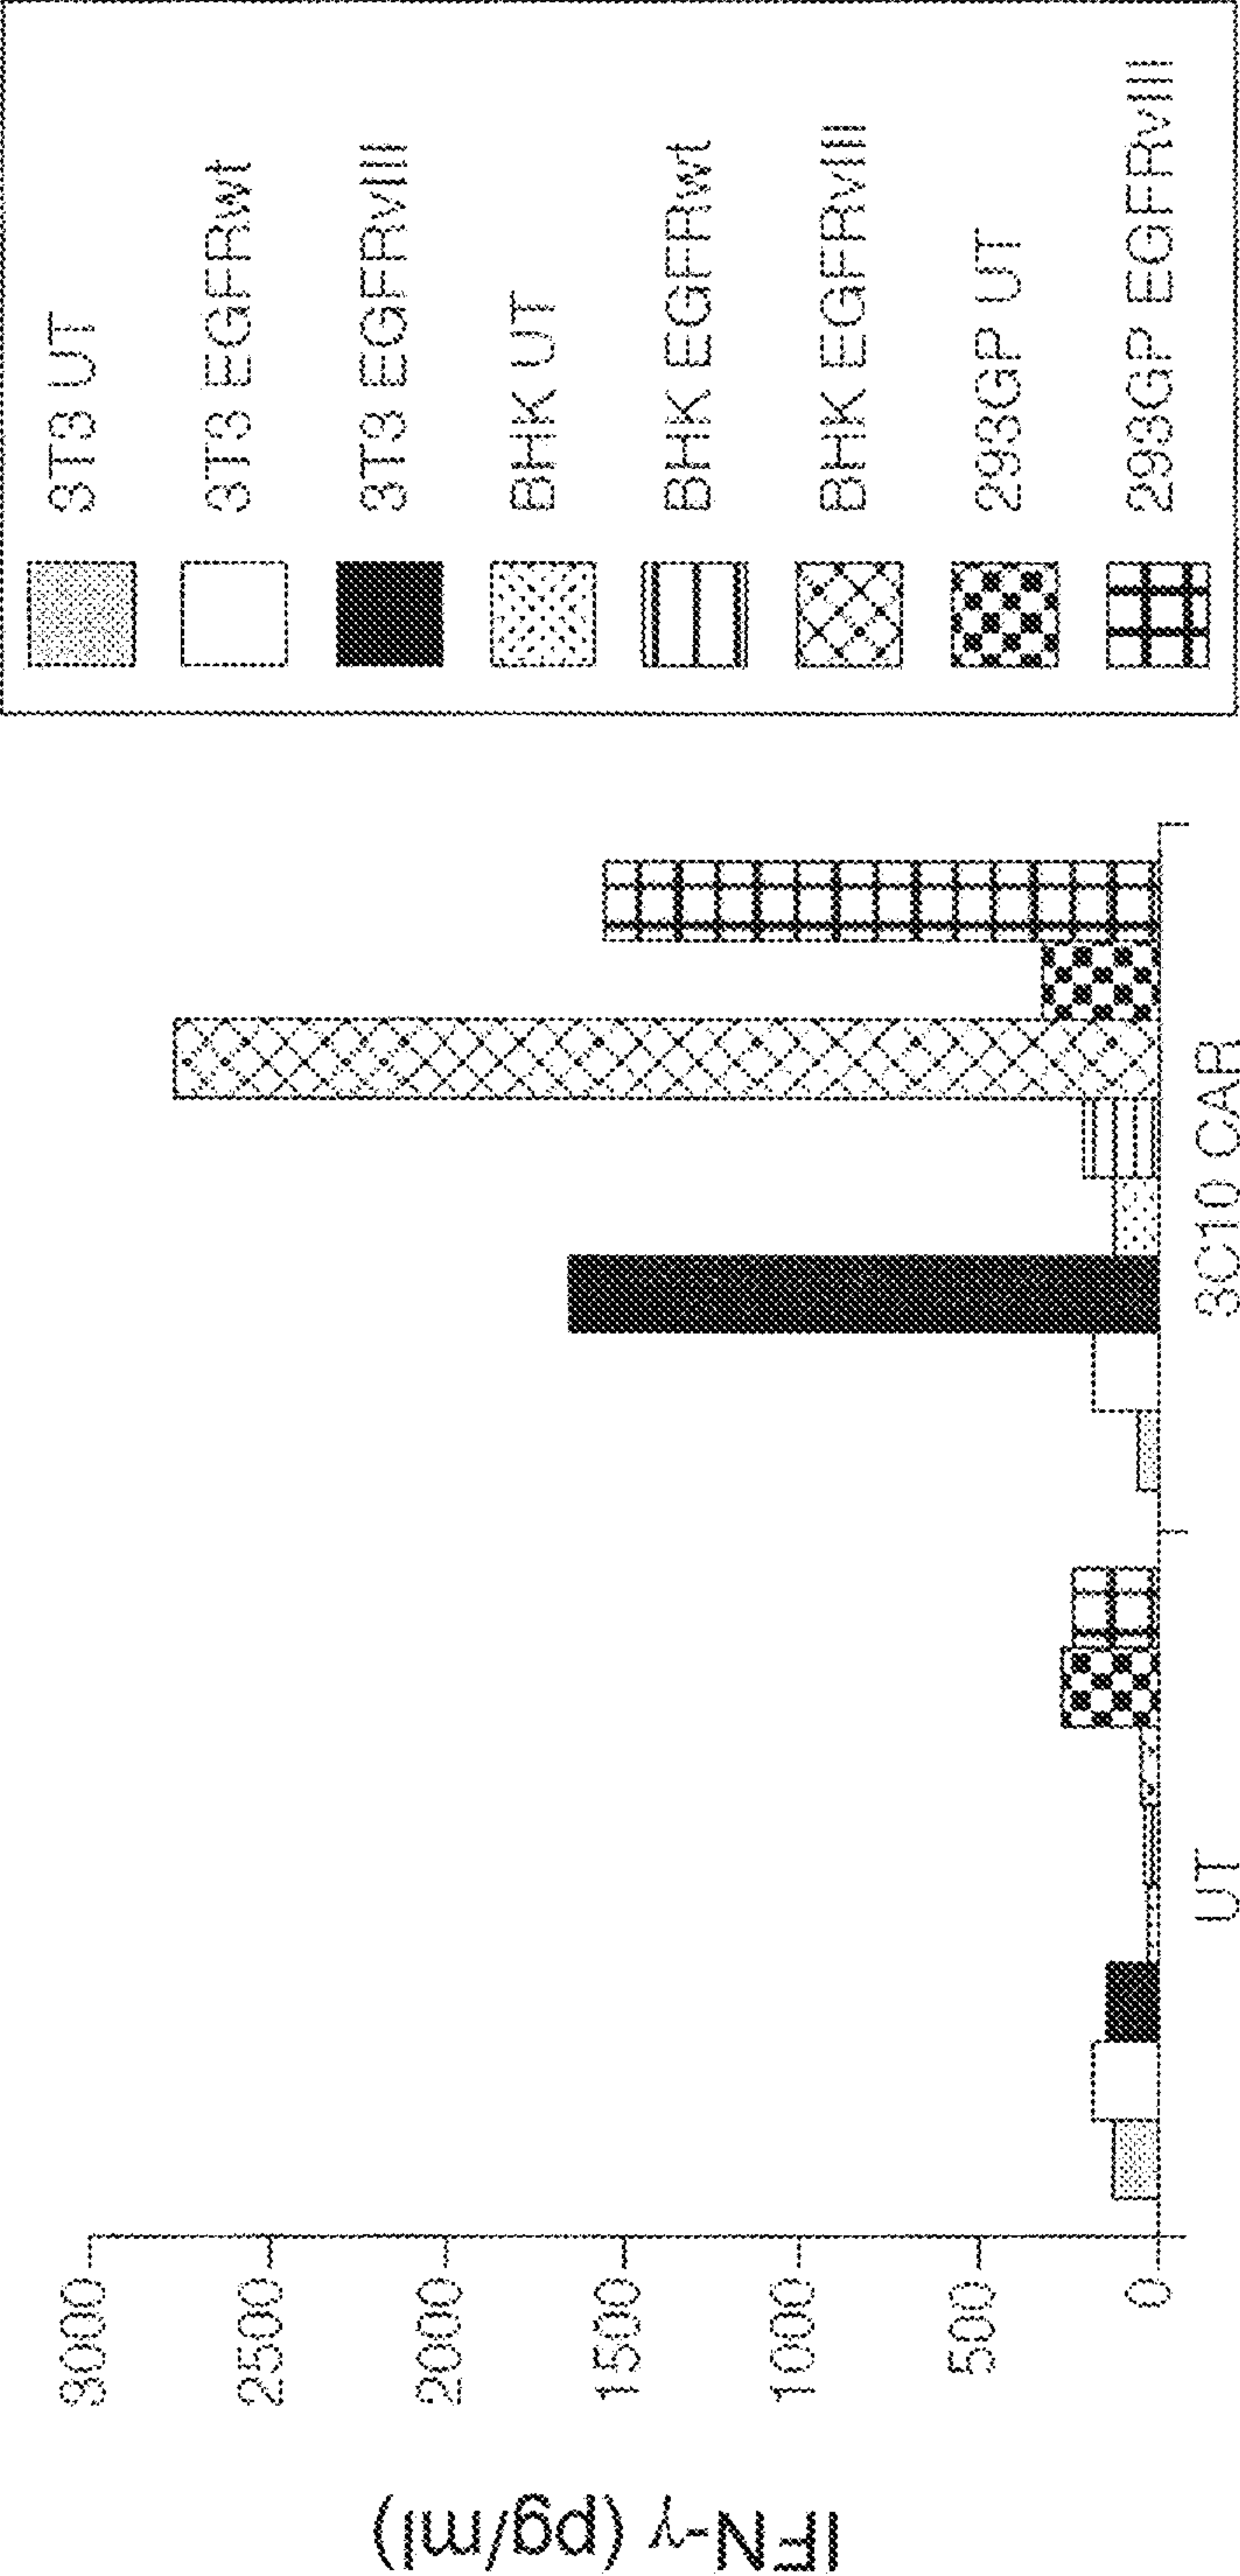 IFN-γ (pg/ml)
3000
2500
2000
1500
1000
500
0
UT
3C10 CAR
3T3 UT
3T3 EGFRwt
3T3 EGFRvIII
BHK UT
BHK EGFRwt
BHK EGFRvIII
293GP UT
293GP EGFRvIII